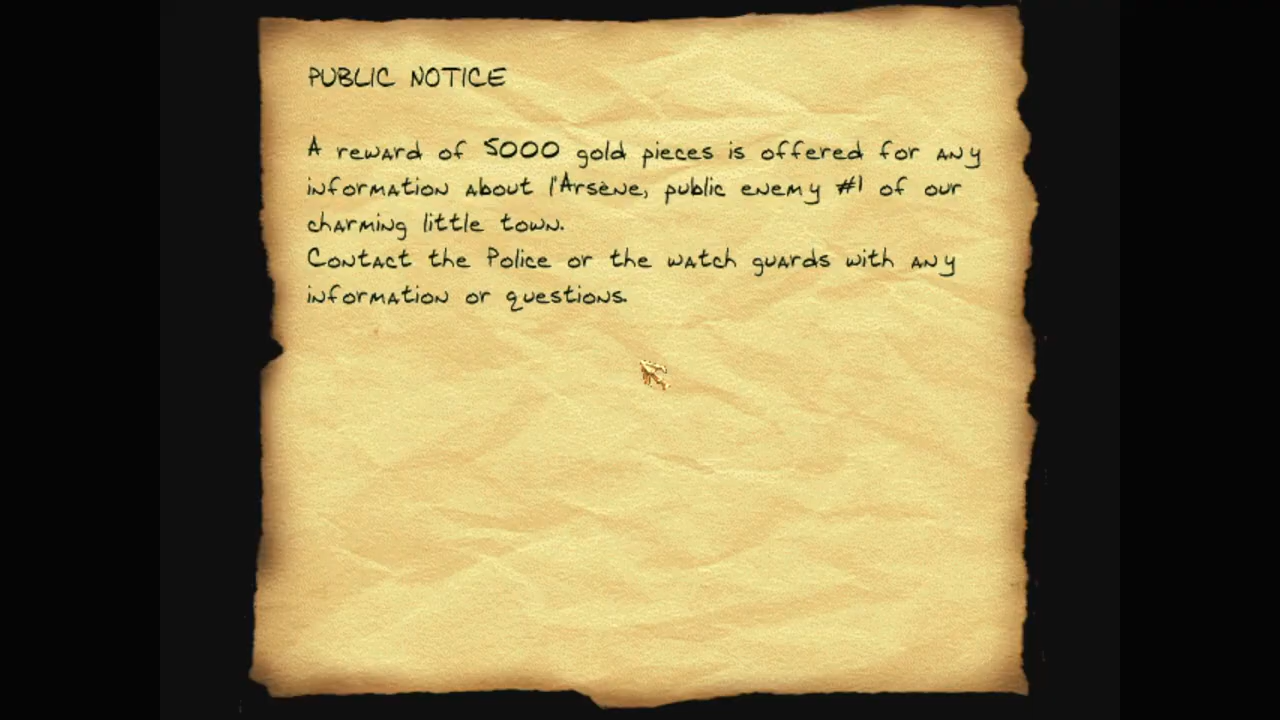 PUBLIC NOTICE
A reward of 5000 gold pieces is offered for any
information about l'Arsène, public enemy #1 of our
charming little town.
Contact the Police or the watch guards with any
information or questions.